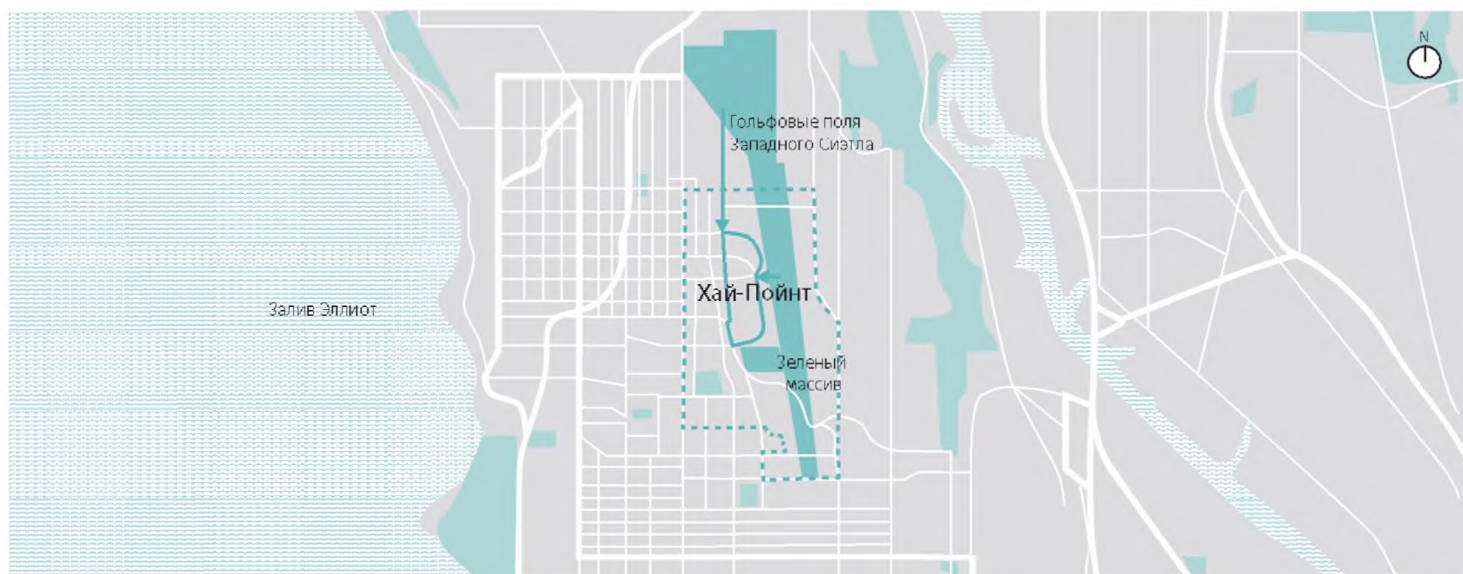 N
Гольфовые поля
Западного Сиэтла
Залив Эллиот
Хай-Пойнт
Зеленый
массив